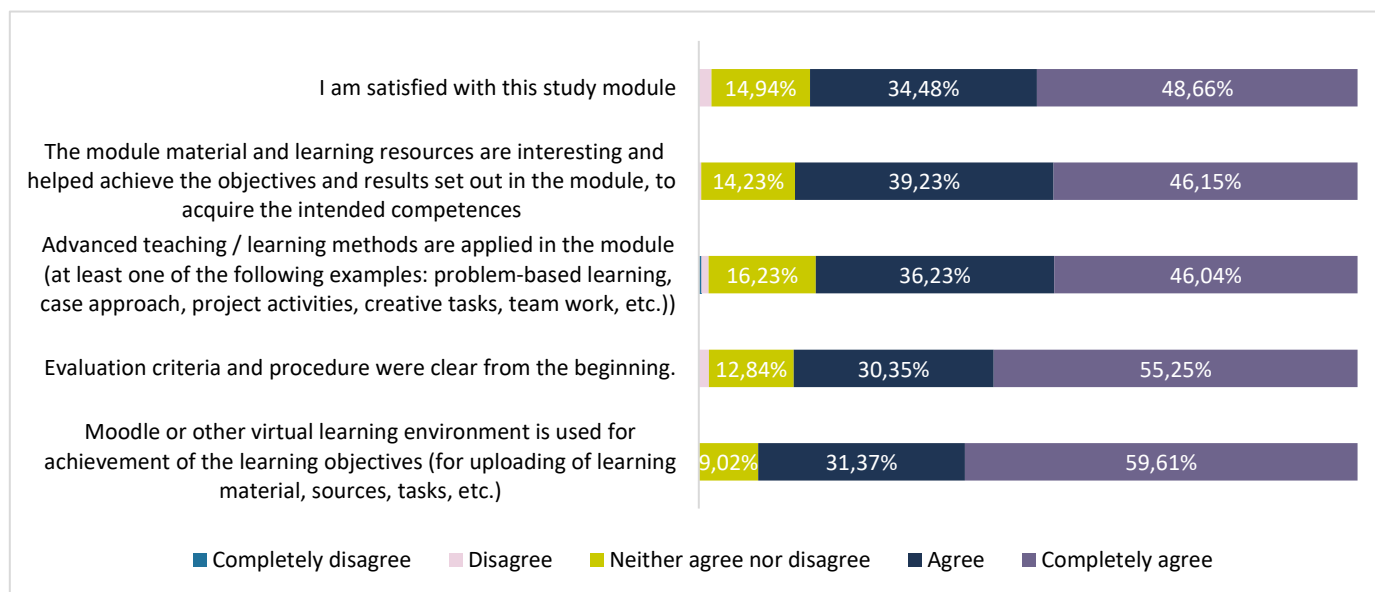 I am satisfied with this study module
14,94% 34,48% 48,66%
The module material and learning resources are interesting and
helped achieve the objectives and results set out in the module, to
acquire the intended competences
14,23% 39,23% 46,15%
Advanced teaching / learning methods are applied in the module
(at least one of the following examples: problem-based learning,
case approach, project activities, creative tasks, team work, etc.))
16,23% 36,23% 46,04%
Evaluation criteria and procedure were clear from the beginning.
12,84% 30,35% 55,25%
Moodle or other virtual learning environment is used for
achievement of the learning objectives (for uploading of learning
material, sources, tasks, etc.)
9,02% 31,37% 59,61%
Completely disagree Disagree Neither agree nor disagree Agree Completely agree